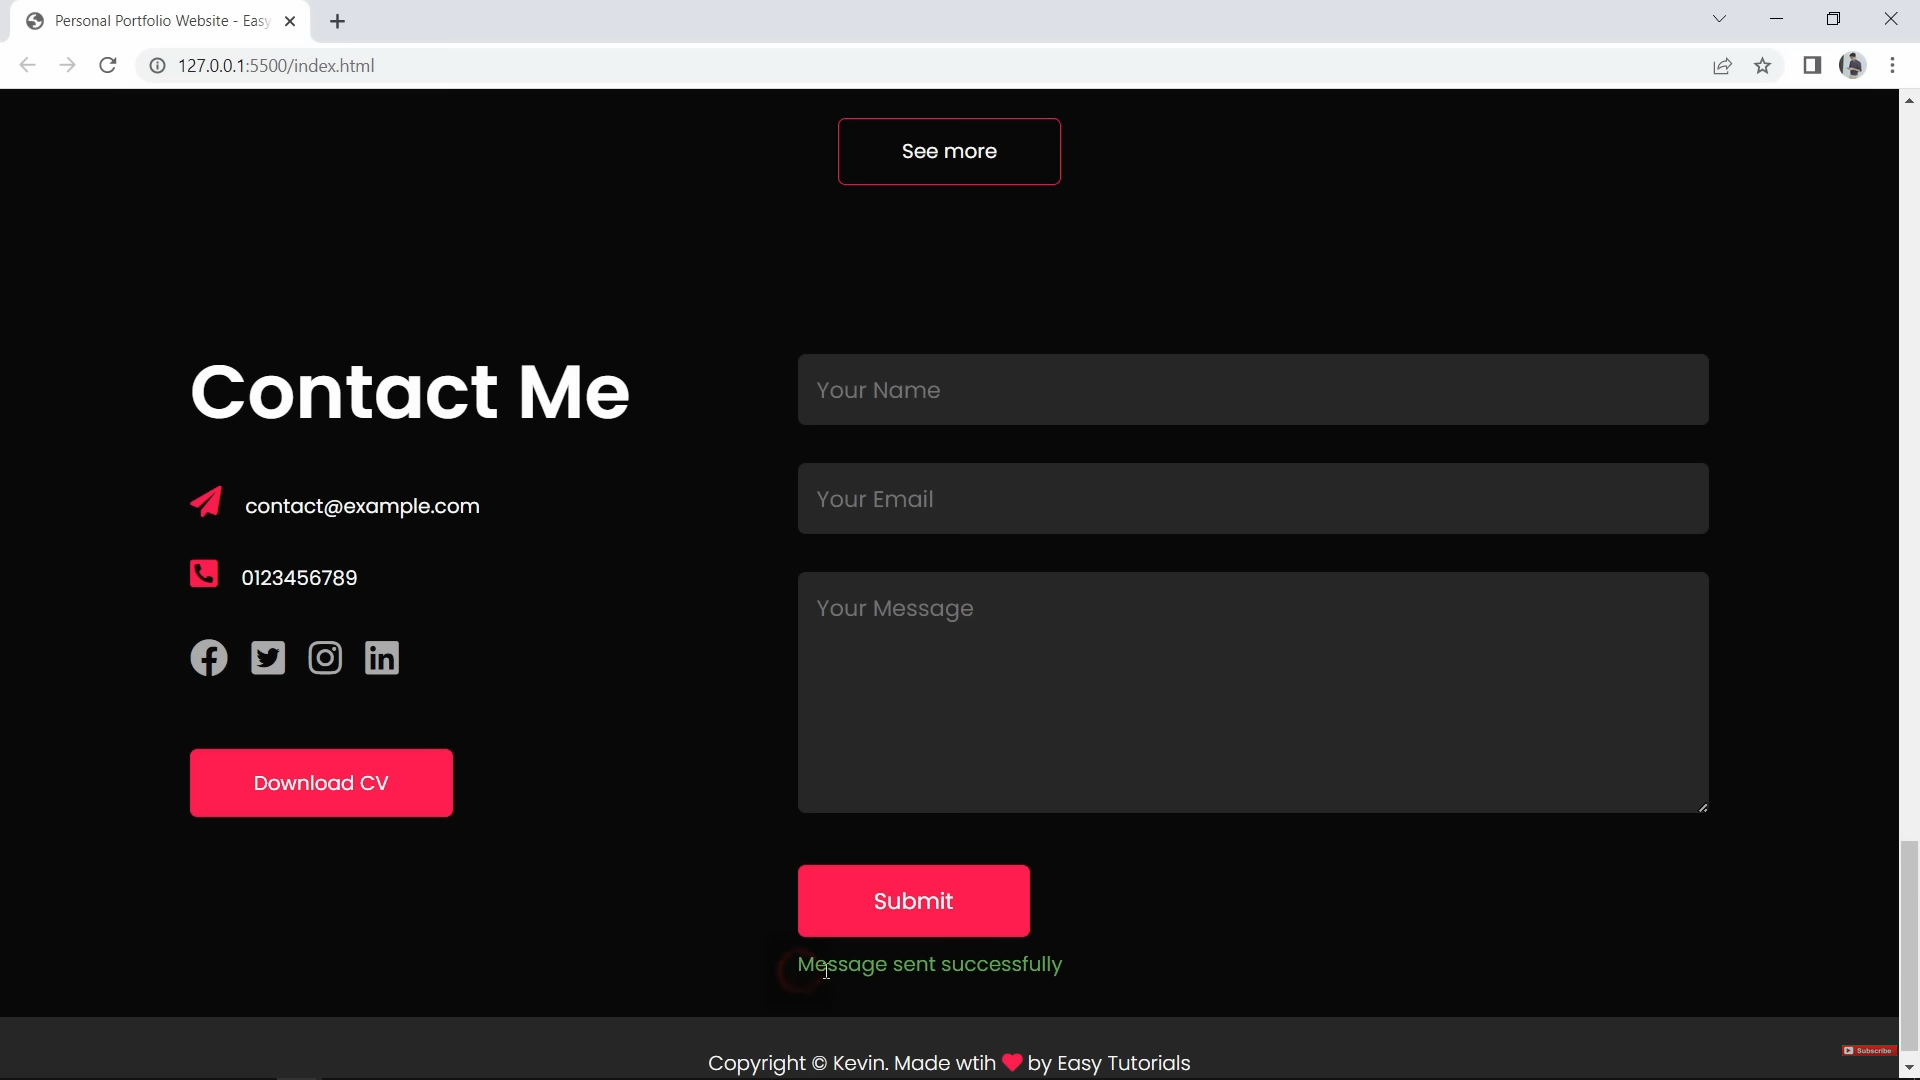 Personal Portfolio Website - Easy
127.0.0.1:5500/index.html
See more
Contact Me
contact@example.com
0123456789
Download CV
Your Name
Your Email
Your Message
Submit
Message sent successfully
Copyright © Kevin. Made wtih ❤ by Easy Tutorials
Subscribe